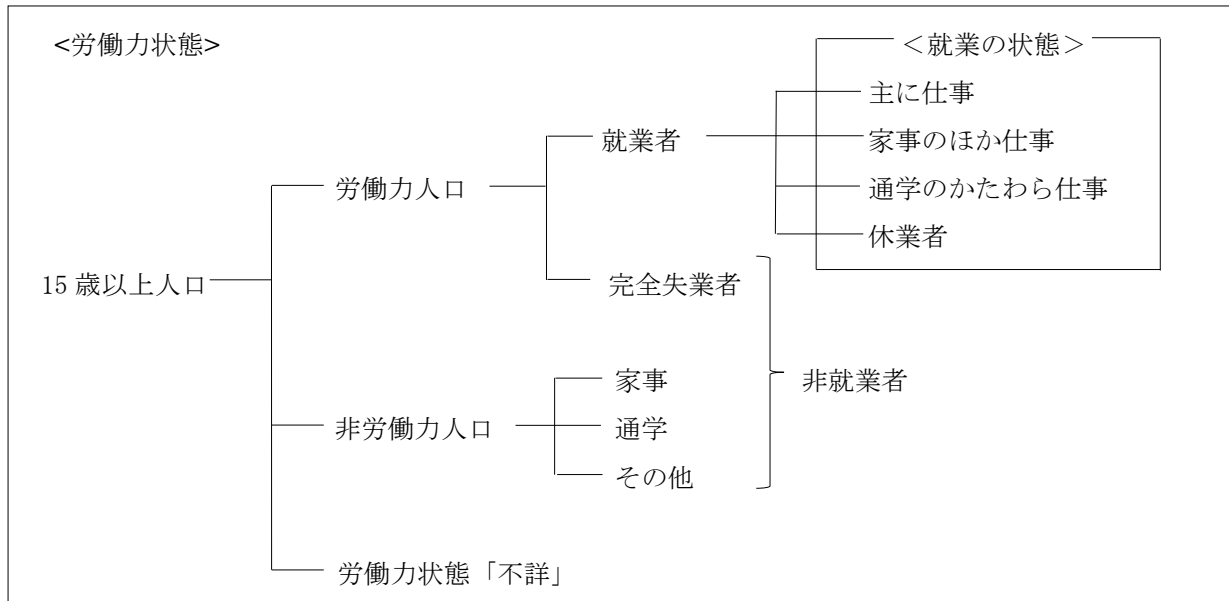 <労働力状態>
＜就業の状態＞
主に仕事
就業者
家事のほか仕事
労働力人口
通学のかたわら仕事
休業者
15 歳以上人口
完全失業者
家事
非就業者
非労働力人口
通学
その他
労働力状態「不詳」